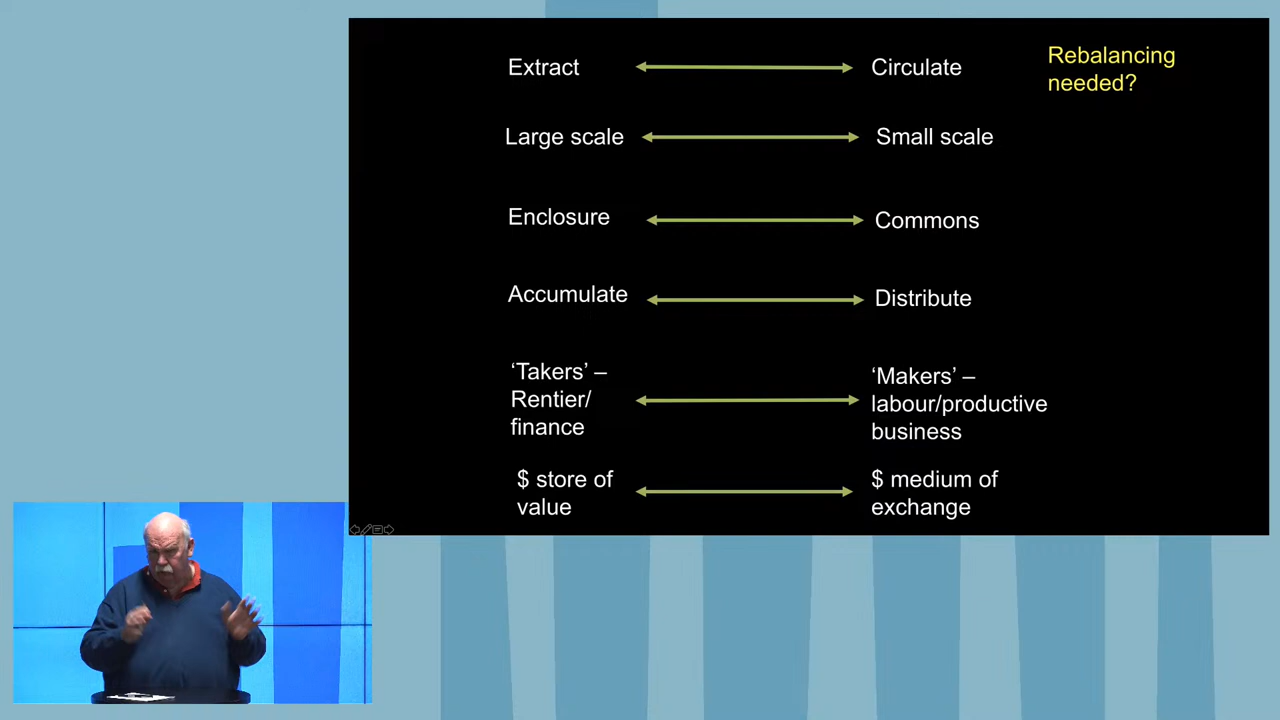 Extract
Circulate
Rebalancing
needed?
Large scale
Small scale
Enclosure
Commons
Accumulate
Distribute
‘Takers’ –
Rentier/
finance
‘Makers’ –
labour/productive
business
$ store of
value
$ medium of
exchange